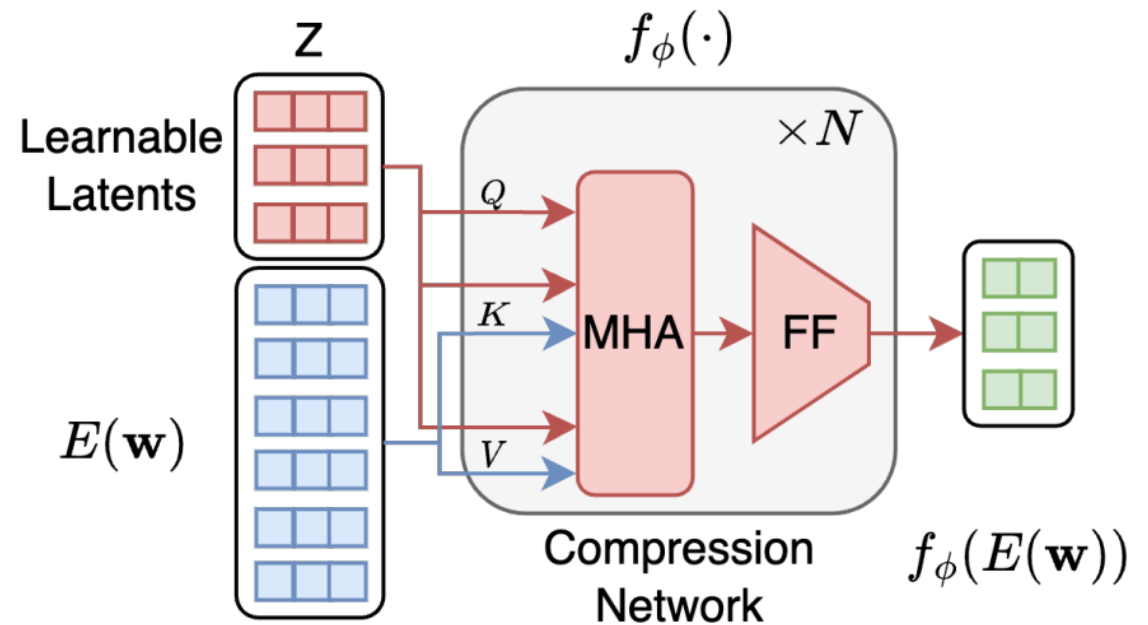 Z
f_ϕ(·)
Learnable
Latents
×N
Q
K
MHA
FF
V
E(w)
Compression
Network
f_ϕ(E(w))